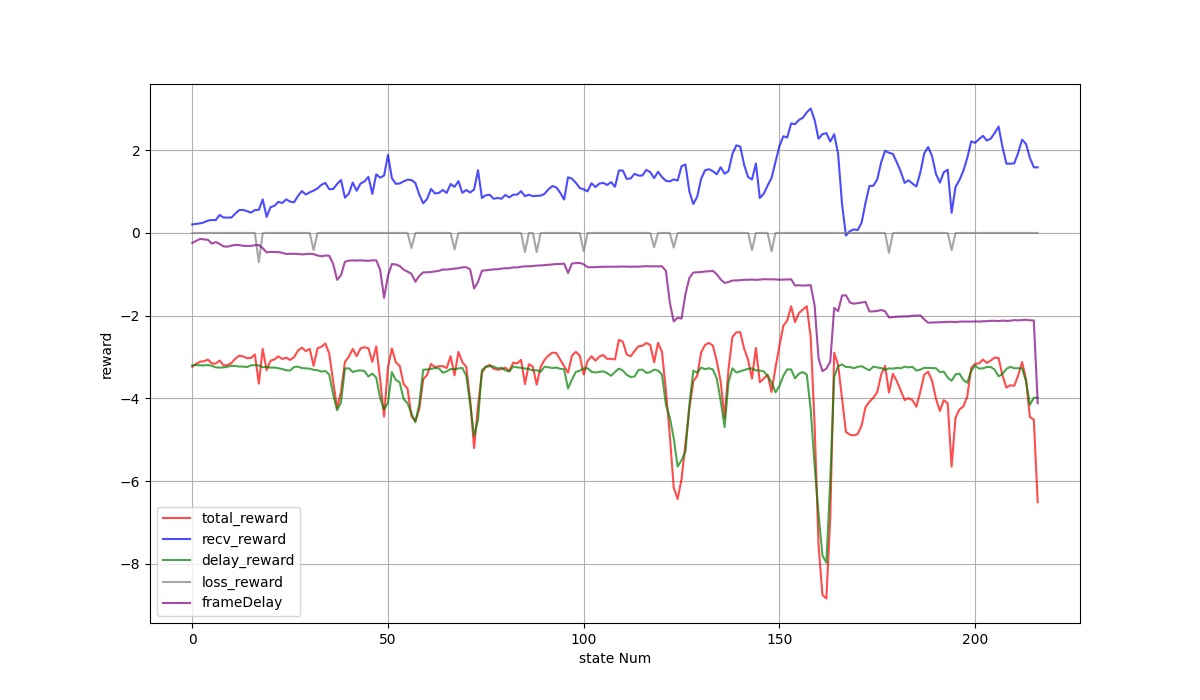 2
0
−2
−4
−6
−8
reward
total_reward
recv_reward
delay_reward
loss_reward
frameDelay
0 50 100 150 200
state Num